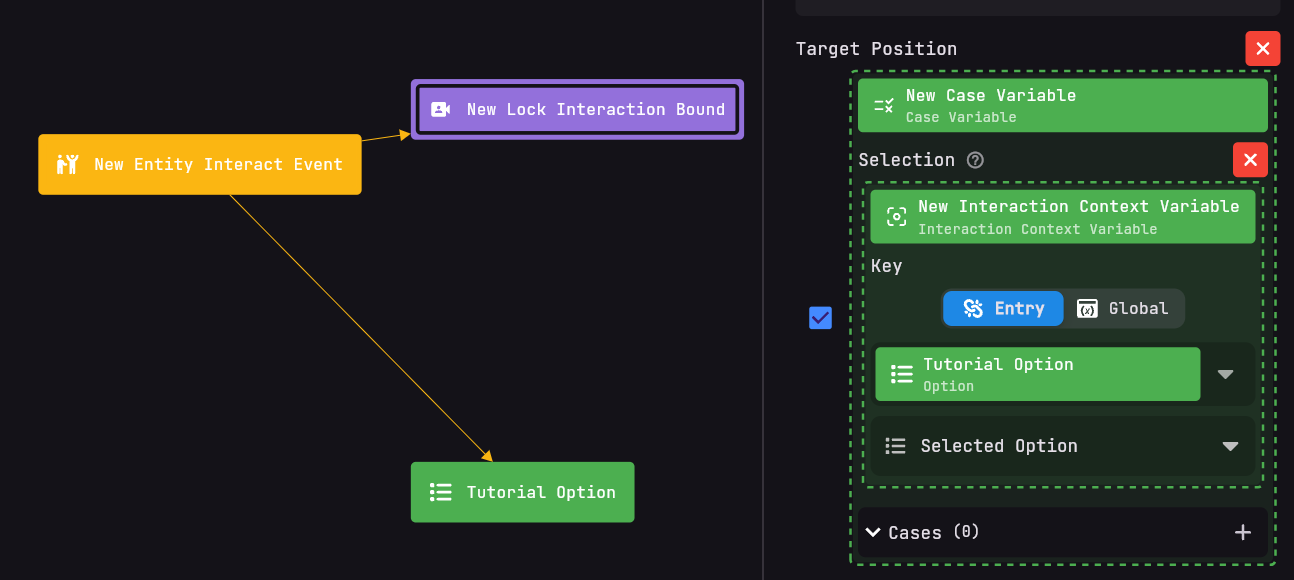 New Lock Interaction Bound
New Entity Interact Event
Tutorial Option
Target Position
New Case Variable
Case Variable
Selection
New Interaction Context Variable
Interaction Context Variable
Key
Entry
Global
Tutorial Option
Option
Selected Option
Cases (0)